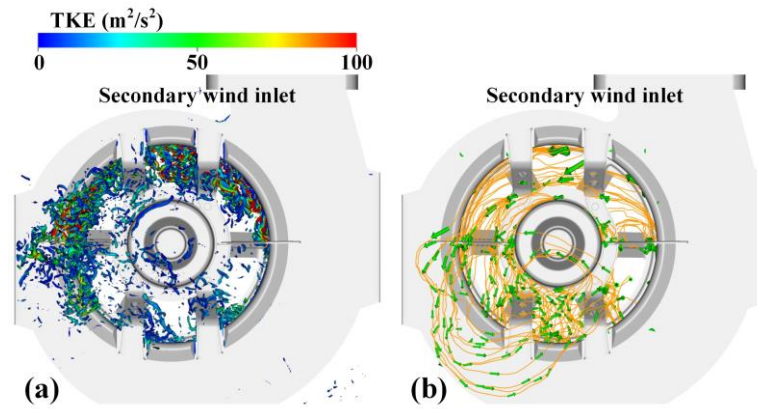 TKE (m²/s²)
0 50 100
Secondary wind inlet Secondary wind inlet
(a) (b)